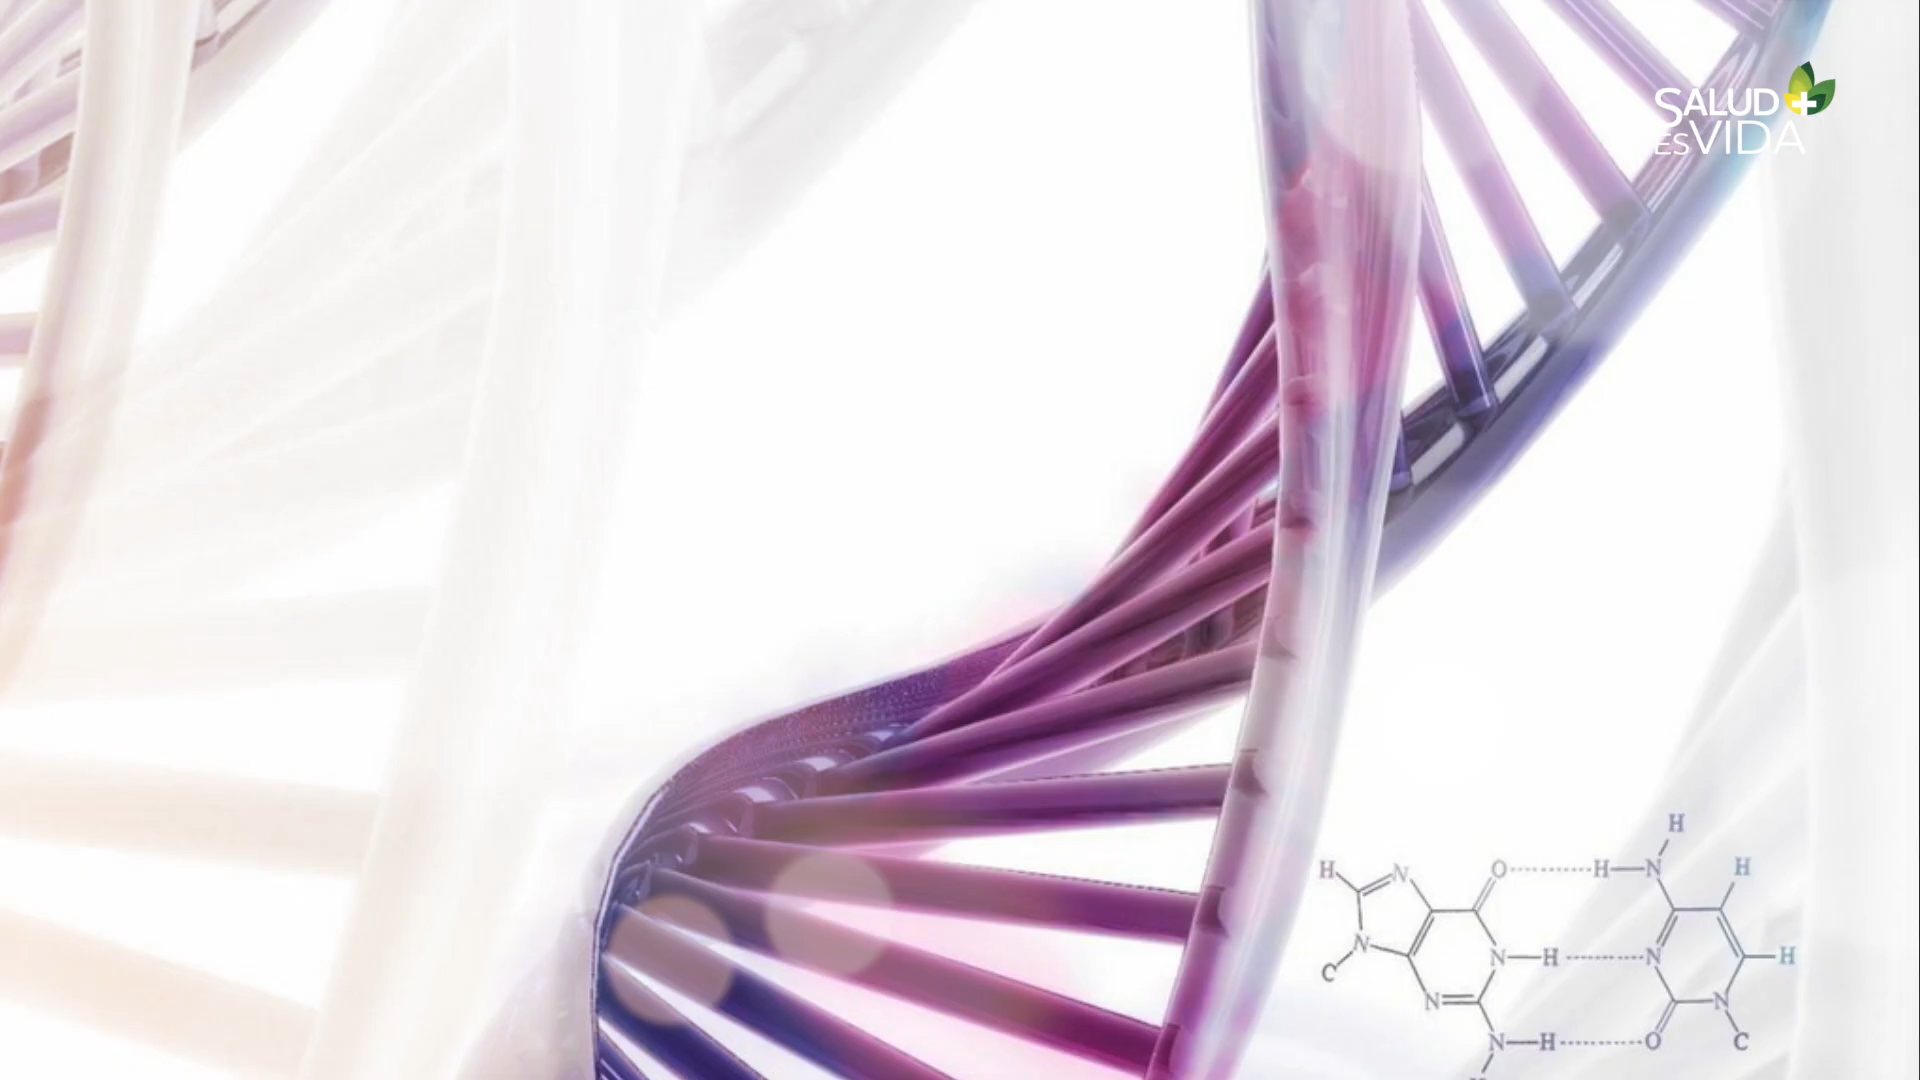 SALUD
ES VIDA
H
H N O H N H
N N H N H
C N O N C
N H O C
H